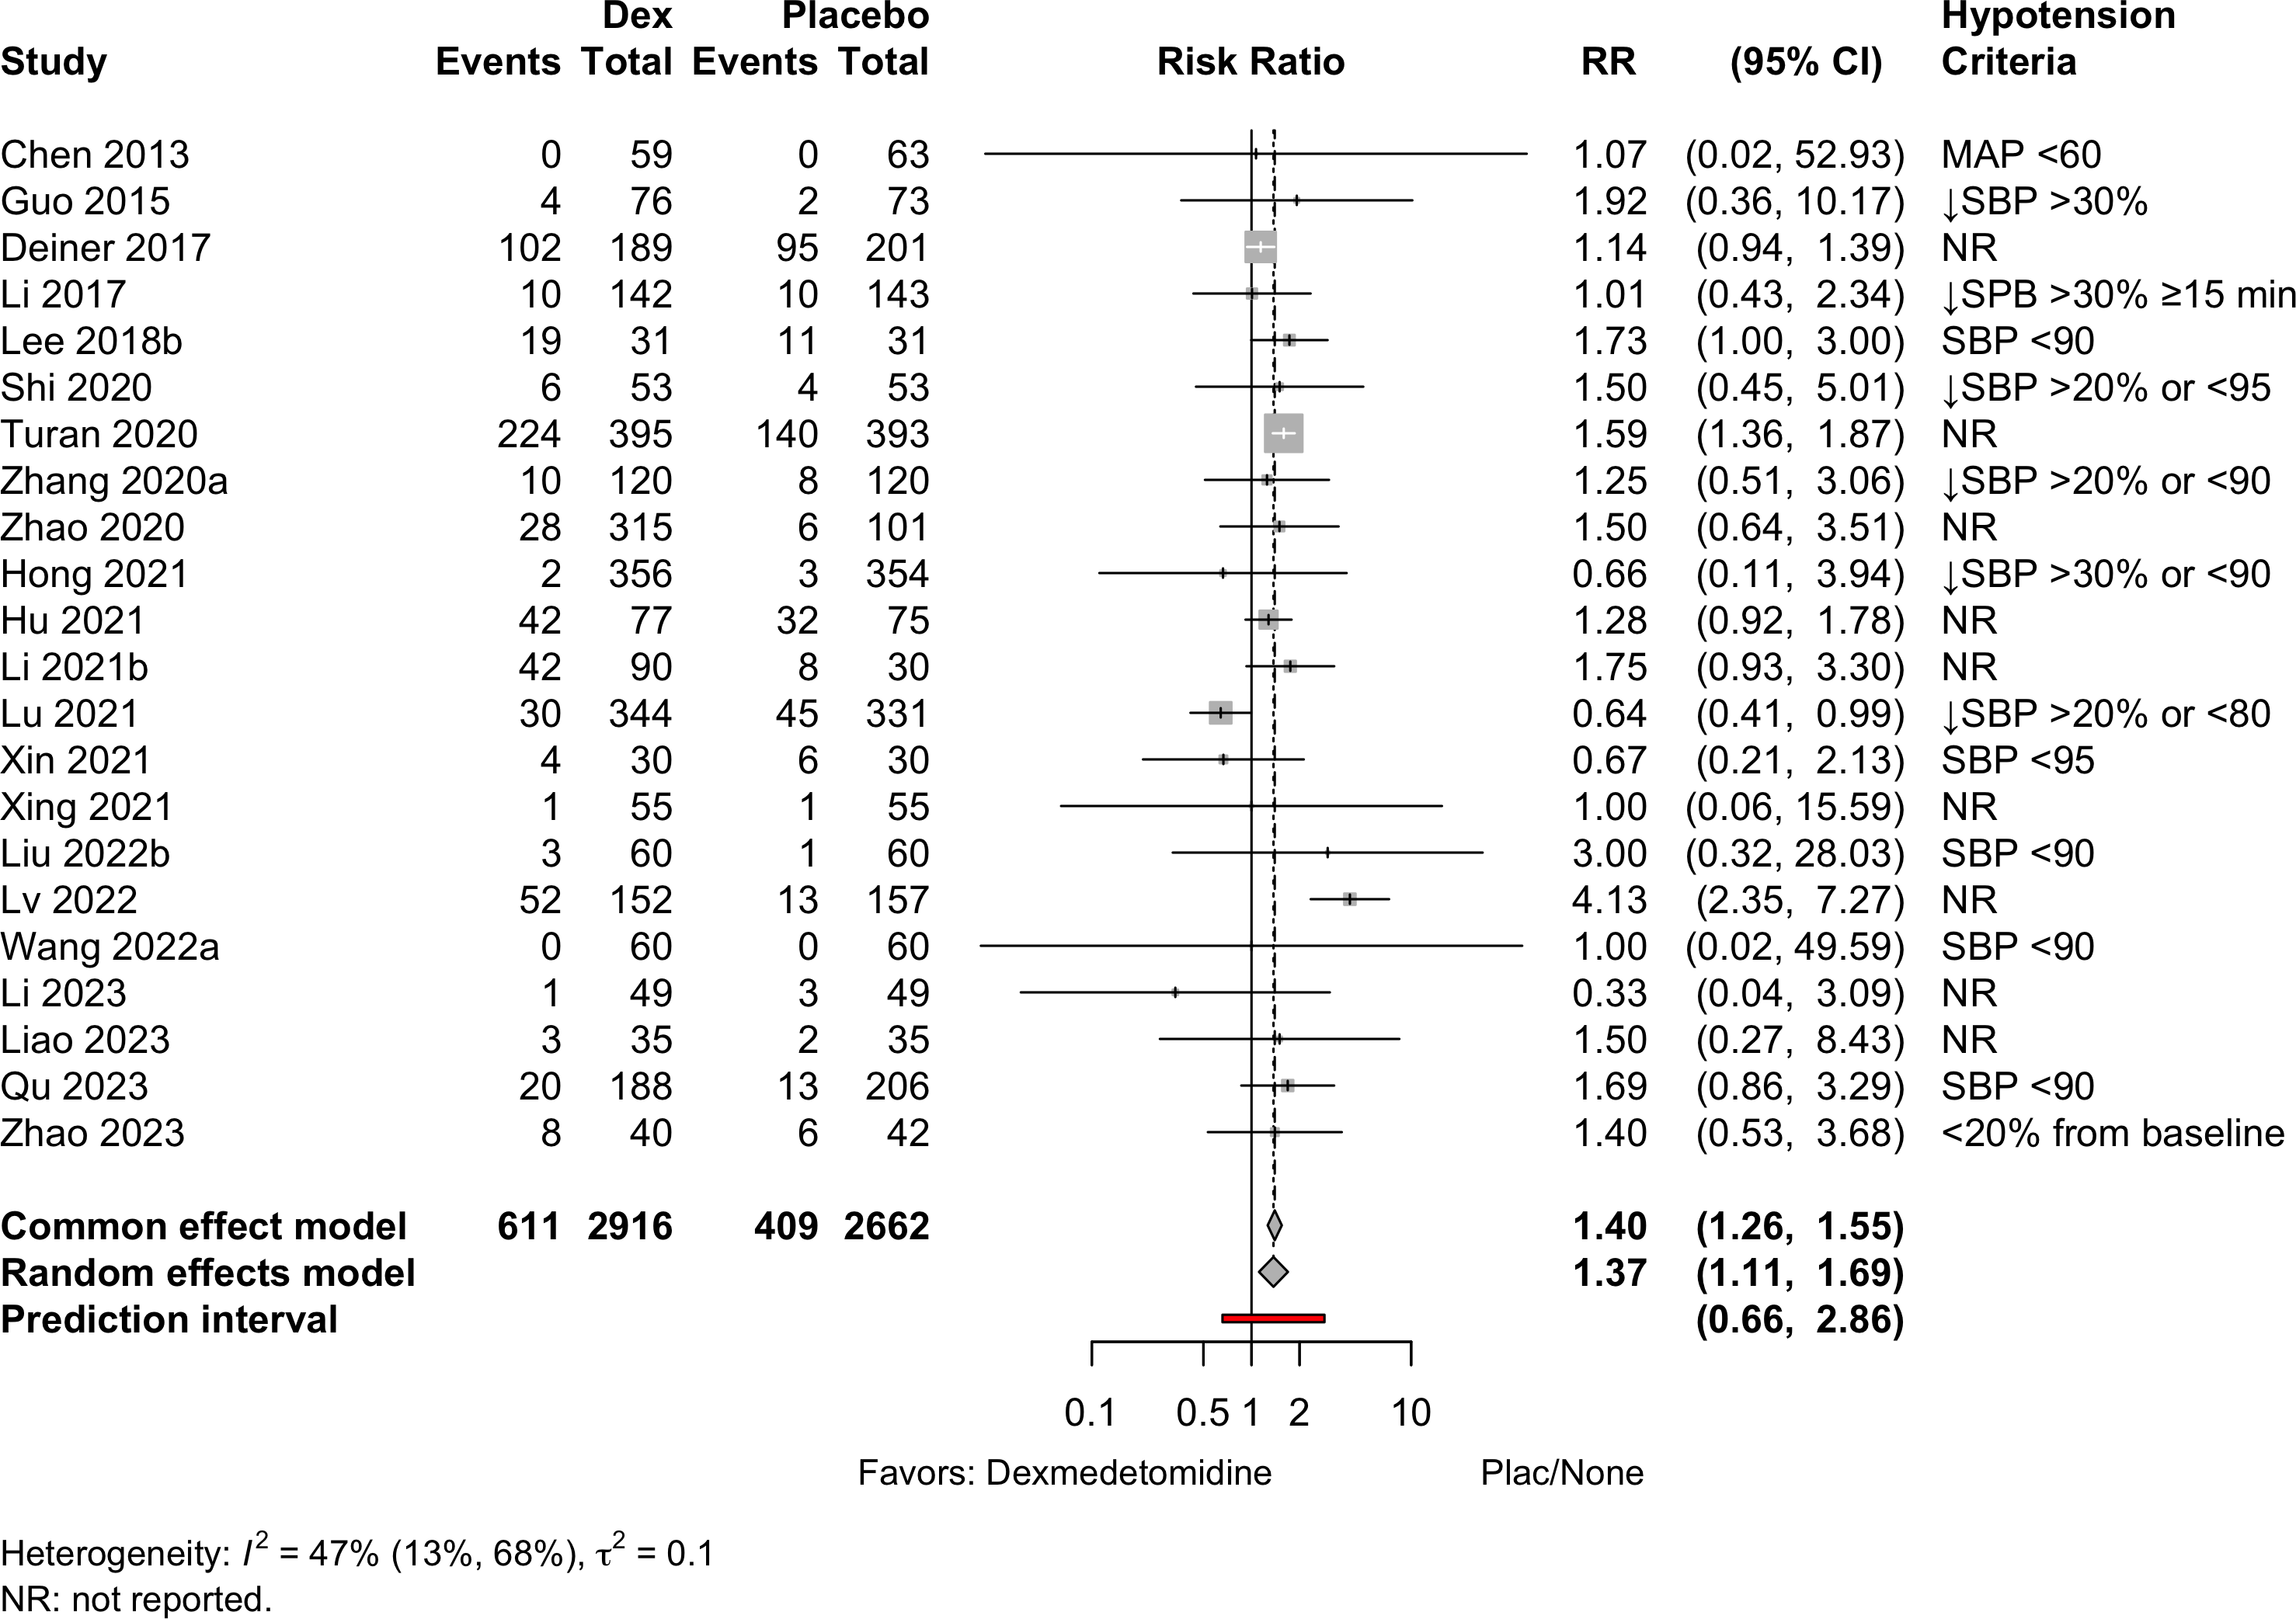 Dex Placebo Hypotension
Study Events Total Events Total Risk Ratio RR (95% CI) Criteria
Chen 2013 0 59 0 63 1.07 (0.02, 52.93) MAP <60
Guo 2015 4 76 2 73 1.92 (0.36, 10.17) ↓SBP >30%
Deiner 2017 102 189 95 201 1.14 (0.94, 1.39) NR
Li 2017 10 142 10 143 1.01 (0.43, 2.34) ↓SPB >30% ≥15 min
Lee 2018b 19 31 11 31 1.73 (1.00, 3.00) SBP <90
Shi 2020 6 53 4 53 1.50 (0.45, 5.01) ↓SBP >20% or <95
Turan 2020 224 395 140 393 1.59 (1.36, 1.87) NR
Zhang 2020a 10 120 8 120 1.25 (0.51, 3.06) ↓SBP >20% or <90
Zhao 2020 28 315 6 101 1.50 (0.64, 3.51) NR
Hong 2021 2 356 3 354 0.66 (0.11, 3.94) ↓SBP >30% or <90
Hu 2021 42 77 32 75 1.28 (0.92, 1.78) NR
Li 2021b 42 90 8 30 1.75 (0.93, 3.30) NR
Lu 2021 30 344 45 331 0.64 (0.41, 0.99) ↓SBP >20% or <80
Xin 2021 4 30 6 30 0.67 (0.21, 2.13) SBP <95
Xing 2021 1 55 1 55 1.00 (0.06, 15.59) NR
Liu 2022b 3 60 1 60 3.00 (0.32, 28.03) SBP <90
Lv 2022 52 152 13 157 4.13 (2.35, 7.27) NR
Wang 2022a 0 60 0 60 1.00 (0.02, 49.59) SBP <90
Li 2023 1 49 3 49 0.33 (0.04, 3.09) NR
Liao 2023 3 35 2 35 1.50 (0.27, 8.43) NR
Qu 2023 20 188 13 206 1.69 (0.86, 3.29) SBP <90
Zhao 2023 8 40 6 42 1.40 (0.53, 3.68) <20% from baseline
Common effect model 611 2916 409 2662 1.40 (1.26, 1.55)
Random effects model 1.37 (1.11, 1.69)
Prediction interval (0.66, 2.86)
0.1 0.5 1 2 10
Favors: Dexmedetomidine Plac/None
Heterogeneity: I² = 47% (13%, 68%), τ² = 0.1
NR: not reported.